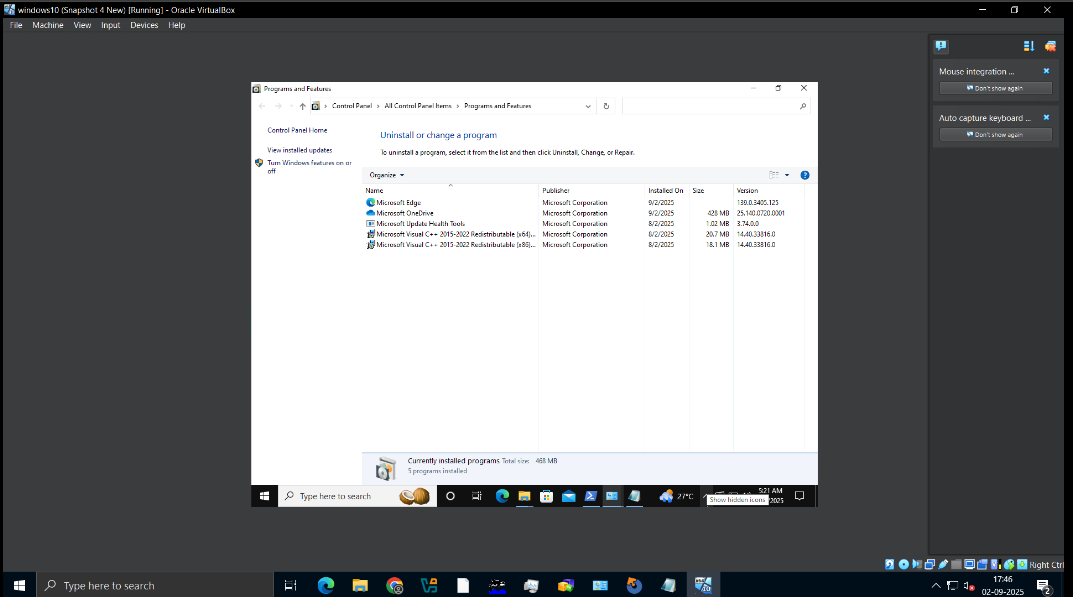 windows10 (Snapshot 4 New) [Running] - Oracle VirtualBox
File Machine View Input Devices Help
Mouse integration ...
Don't show again
Auto capture keyboard ...
Don't show again
Programs and Features
Control Panel > All Control Panel Items > Programs and Features
Control Panel Home
View installed updates
Turn Windows features on or
off
Uninstall or change a program
To uninstall a program, select it from the list and then click Uninstall, Change, or Repair.
Organize
Name Publisher Installed On Size Version
Microsoft Edge Microsoft Corporation 9/2/2025 139.0.3405.125
Microsoft OneDrive Microsoft Corporation 9/2/2025 428 MB 25.140.0720.0001
Microsoft Update Health Tools Microsoft Corporation 8/2/2025 1.02 MB 3.74.0.0
Microsoft Visual C++ 2015-2022 Redistributable (x64)... Microsoft Corporation 8/2/2025 20.7 MB 14.40.33816.0
Microsoft Visual C++ 2015-2022 Redistributable (x86)... Microsoft Corporation 8/2/2025 18.1 MB 14.40.33816.0
Currently installed programs Total size: 468 MB
5 programs installed
Type here to search
27°C
5:21 AM
2025
Show hidden icons
Right Ctrl
Type here to search
17:46
02-09-2025
2